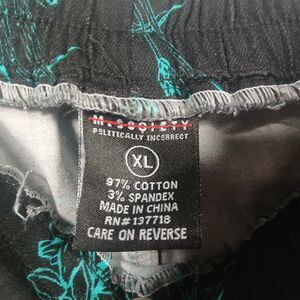 M.SOCIETY
POLITICALLY INCORRECT
XL
97% COTTON
3% SPANDEX
MADE IN CHINA
RN#137718
CARE ON REVERSE